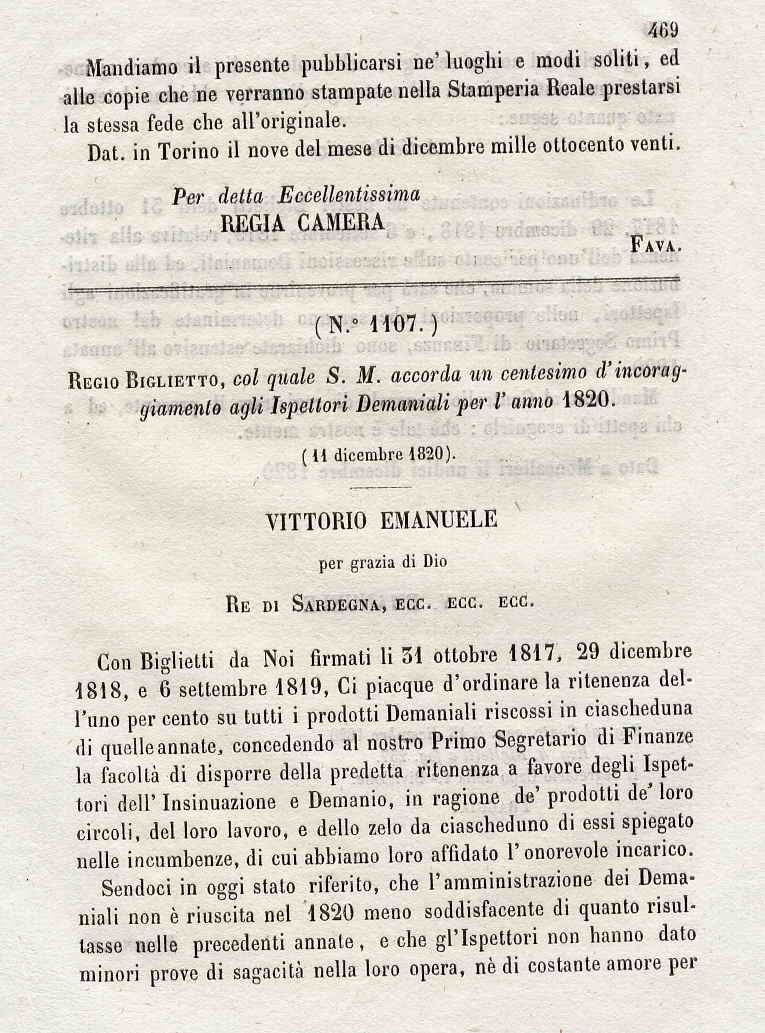 469
Mandiamo il presente pubblicarsi ne' luoghi e modi soliti, ed
alle copie che ne verranno stampate nella Stamperia Reale prestarsi
la stessa fede che all'originale.
Dat. in Torino il nove del mese di dicembre mille ottocento venti.
Per detta Eccellentissima
REGIA CAMERA
FAVA.
(N.° 1107.)
REGIO BIGLIETTO, col quale S. M. accorda un centesimo d'incorag-
giamento agli Ispettori Demaniali per l'anno 1820.
(11 dicembre 1820).
VITTORIO EMANUELE
per grazia di Dio
RE DI SARDEGNA, ECC. ECC. ECC.
Con Biglietti da Noi firmati li 31 ottobre 1817, 29 dicembre
1818, e 6 settembre 1819, Ci piacque d'ordinare la ritenenza del-
l'uno per cento su tutti i prodotti Demaniali riscossi in ciascheduna
di quelle annate, concedendo al nostro Primo Segretario di Finanze
la facoltà di disporre della predetta ritenenza a favore degli Ispet-
tori dell'Insinuazione e Demanio, in ragione de' prodotti de' loro
circoli, del loro lavoro, e dello zelo da ciascheduno di essi spiegato
nelle incumbenze, di cui abbiamo loro affidato l'onorevole incarico.
Sendoci in oggi stato riferito, che l'amministrazione dei Dema-
niali non è riuscita nel 1820 meno soddisfacente di quanto risul-
tasse nelle precedenti annate, e che gl'Ispettori non hanno dato
minori prove di sagacità nella loro opera, nè di costante amore per